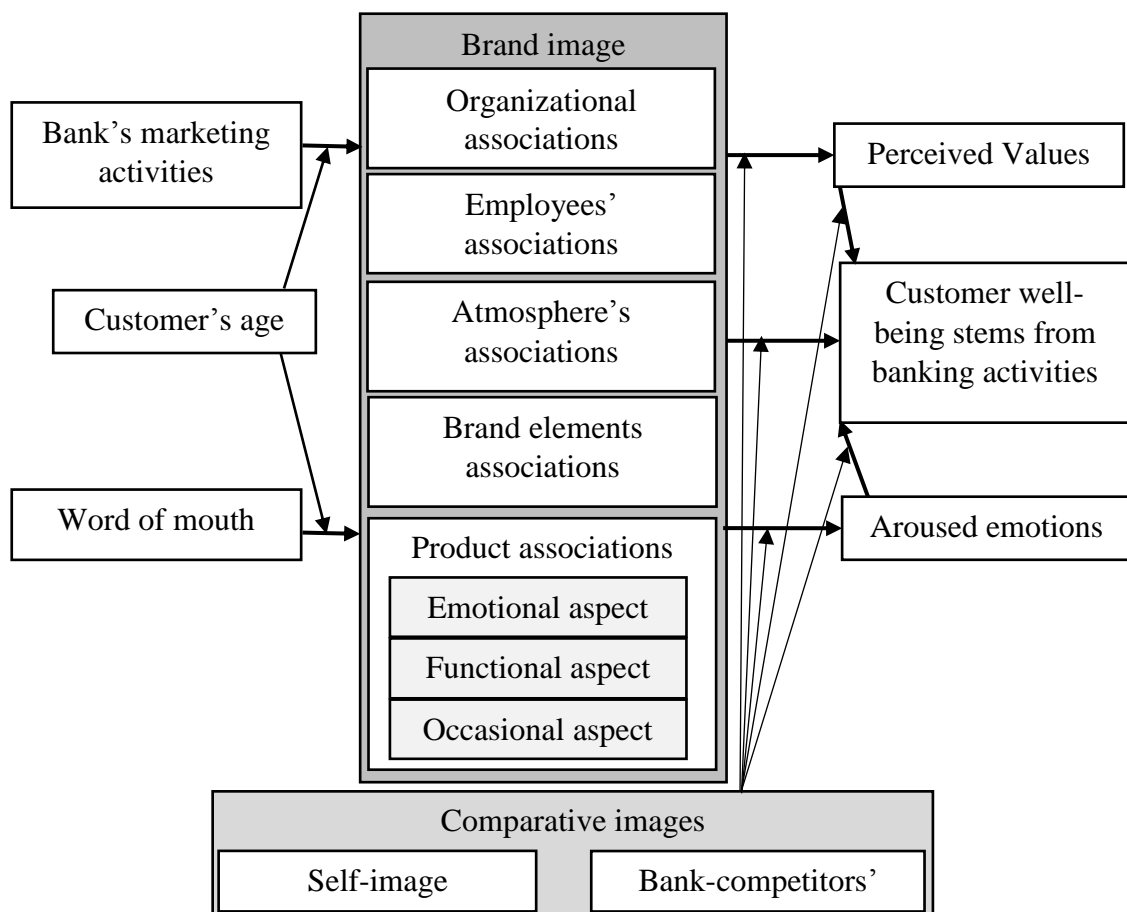 Brand image
Organizational
associations
Bank’s marketing
activities
Perceived Values
Employees’
associations
Customer’s age
Atmosphere’s
associations
Customer well-
being stems from
banking activities
Brand elements
associations
Word of mouth
Product associations
Aroused emotions
Emotional aspect
Functional aspect
Occasional aspect
Comparative images
Self-image
Bank-competitors’